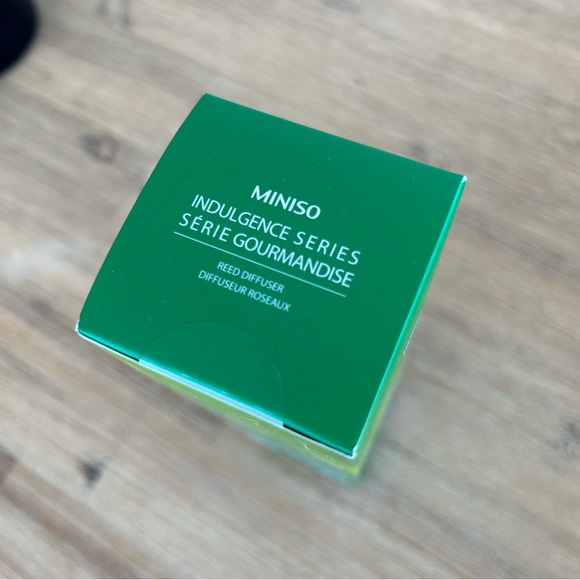 MINISO
INDULGENCE SERIES
SÉRIE GOURMANDISE
REED DIFFUSER
DIFFUSEUR ROSEAUX